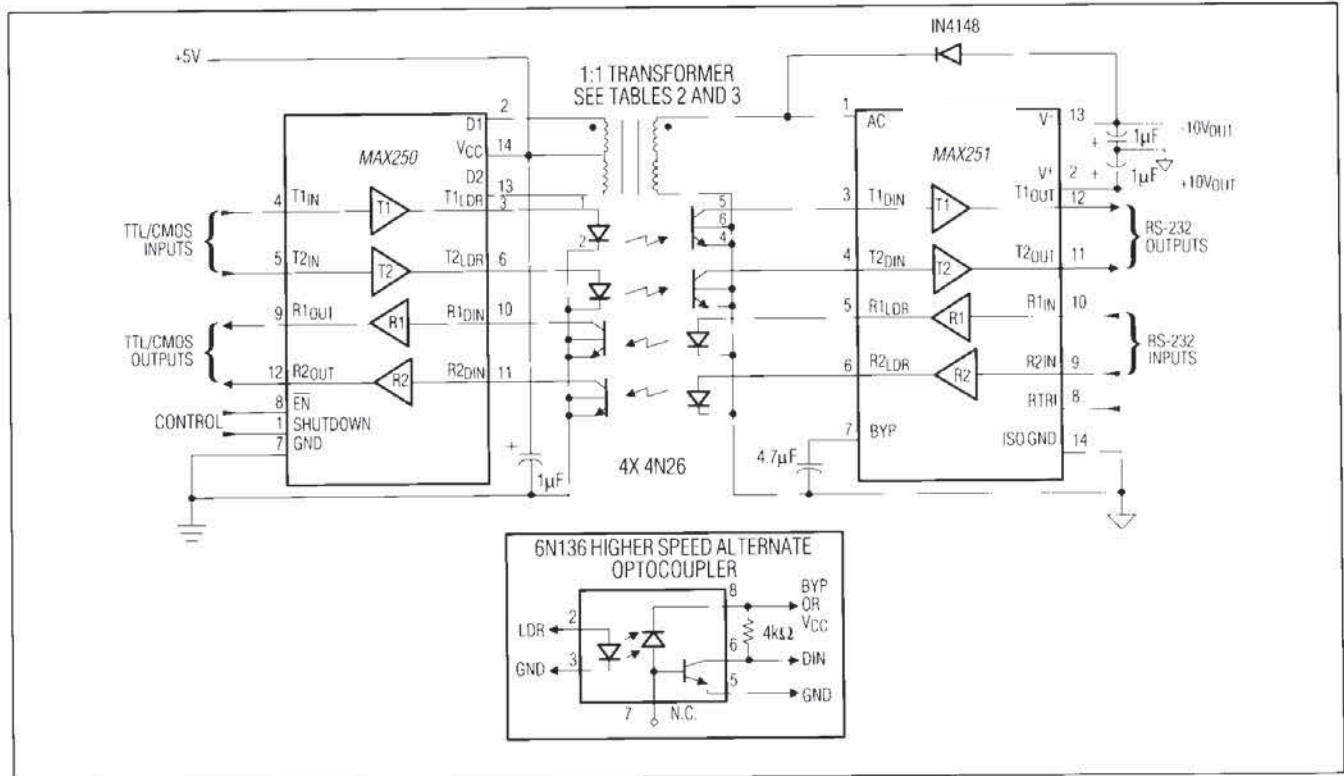 IN4148
+5V
1:1 TRANSFORMER
SEE TABLES 2 AND 3
2
D1
MAX250
VCC
14
D2
13
4
T1IN
T1
T1LDR
3
1
2
TTL/CMOS
INPUTS
5
T2IN
T2
T2LDR
6
9
R1OUT
R1
R1DIN
10
TTL/CMOS
OUTPUTS
12
R2OUT
R2
R2DIN
11
8
EN
CONTROL
1
SHUTDOWN
7
GND
+
1µF
4X 4N26
5
6
4
1
AC
MAX251
V-
13
-10VOUT
+
1µF
V+
2
+
1µF
+10VOUT
3
T1DIN
T1
T1OUT
12
RS-232
OUTPUTS
4
T2DIN
T2
T2OUT
11
5
R1LDR
R1
R1IN
10
RS-232
INPUTS
6
R2LDR
R2
R2IN
9
RTRI
8
7
BYP
ISO GND
14
4.7µF
6N136 HIGHER SPEED ALTERNATE
OPTOCOUPLER
8
BYP
OR
VCC
2
LDR
4kΩ
6
DIN
3
GND
5
GND
7
N.C.